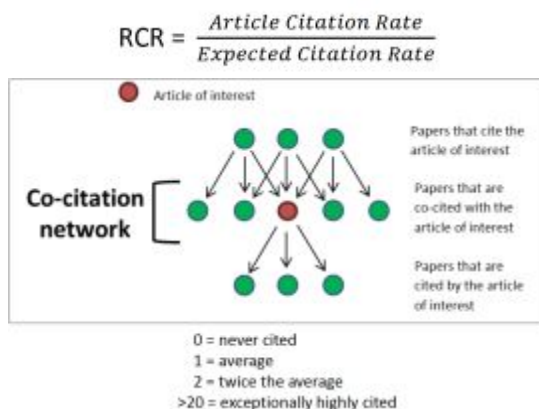 RCR = Article Citation Rate / Expected Citation Rate
Article of interest
Papers that cite the
article of interest
Co-citation
network
Papers that are
co-cited with the
article of interest
Papers that are
cited by the article
of interest
0 = never cited
1 = average
2 = twice the average
>20 = exceptionally highly cited